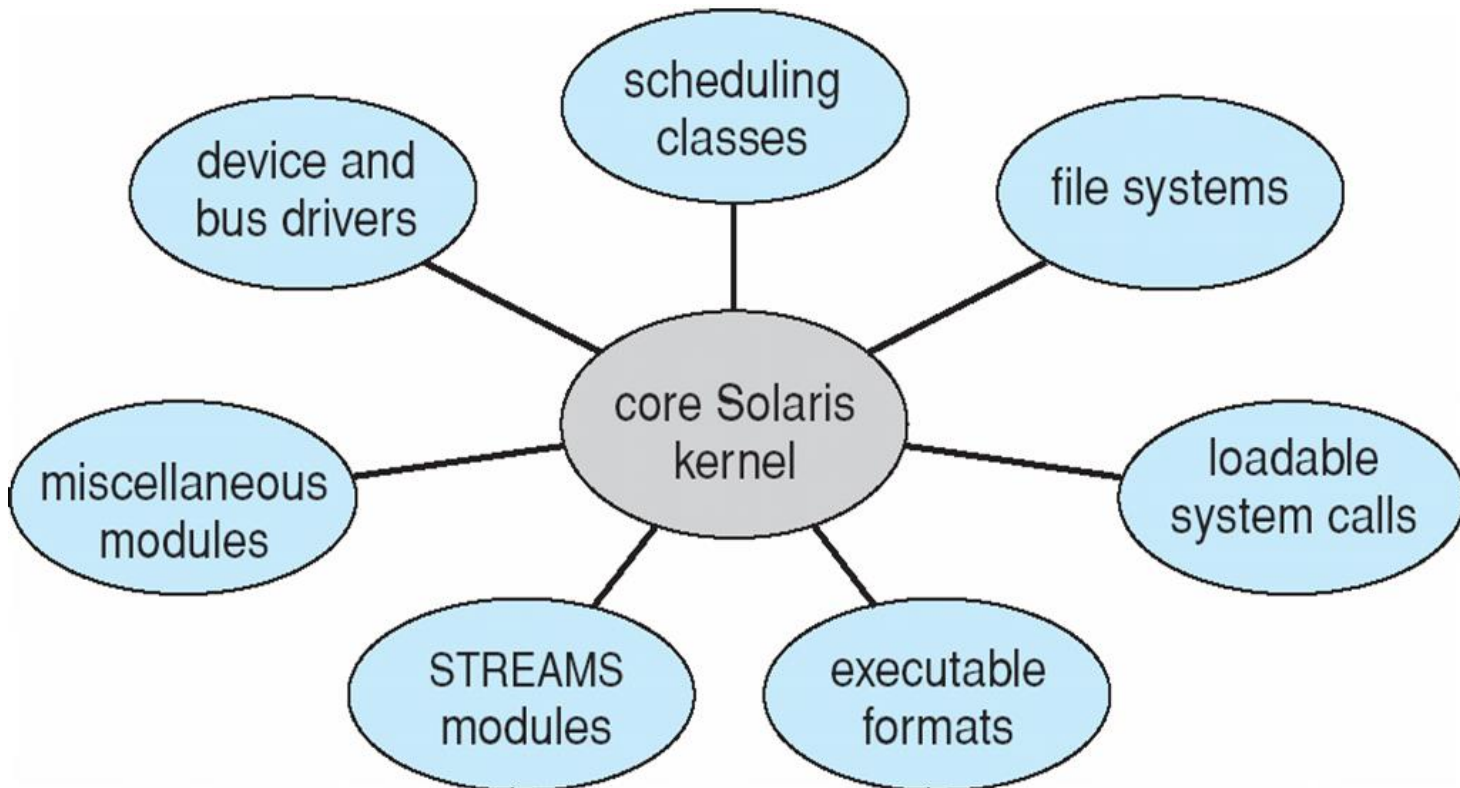 scheduling
classes
device and
bus drivers
file systems
core Solaris
kernel
loadable
system calls
miscellaneous
modules
STREAMS
modules
executable
formats